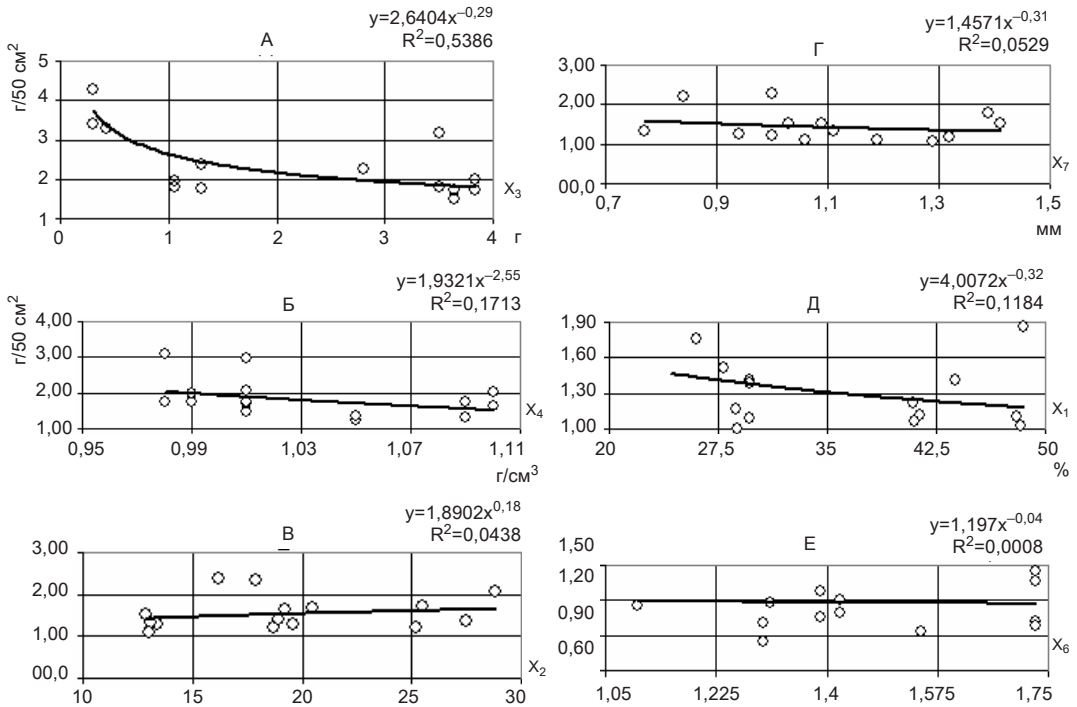 y=2,6404x^–0,29
R²=0,5386
А
г/50 см²
5
4
3
2
1
X₃
0 1 2 3 4 г
y=1,4571x^–0,31
R²=0,0529
Г
3,00
2,00
1,00
00,0
X₇
0,7 0,9 1,1 1,3 1,5
мм
y=1,9321x^–2,55
R²=0,1713
Б
г/50 см²
4,00
3,00
2,00
1,00
X₄
0,95 0,99 1,03 1,07 1,11
г/см³
y=4,0072x^–0,32
R²=0,1184
Д
1,90
1,60
1,30
1,00
X₁
20 27,5 35 42,5 50
%
y=1,8902x^0,18
R²=0,0438
В
3,00
2,00
1,00
00,0
X₂
10 15 20 25 30
y=1,197x^–0,04
R²=0,0008
Е
1,50
1,20
0,90
0,60
X₆
1,05 1,225 1,4 1,575 1,75